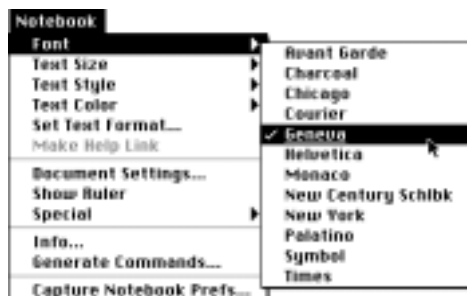 Notebook
Font
Text Size
Text Style
Text Color
Set Text Format...
Make Help Link
Document Settings...
Show Ruler
Special
Info...
Generate Commands...
Capture Notebook Prefs...
Avant Garde
Charcoal
Chicago
Courier
✓ Geneva
Helvetica
Monaco
New Century Schlbk
New York
Palatino
Symbol
Times